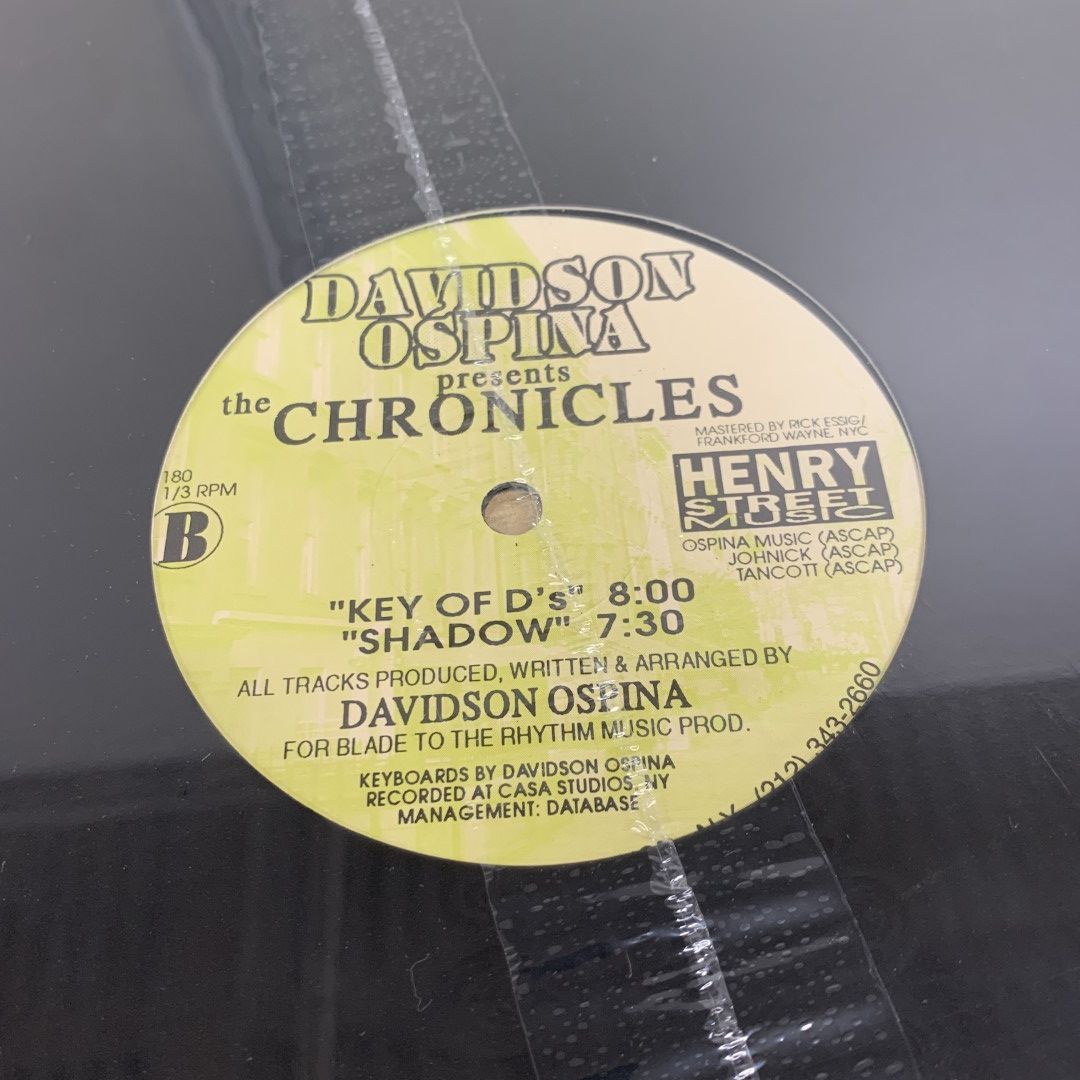 DAVIDSON
OSPINA
presents
the CHRONICLES
MASTERED BY RICK ESSIG/
FRANKFORD WAYNE, NYC
HENRY
STREET
MUSIC
OSPINA MUSIC (ASCAP)
JOHNICK (ASCAP)
TANCOTT (ASCAP)
180
1/3 RPM
B
"KEY OF D's" 8:00
"SHADOW" 7:30
ALL TRACKS PRODUCED, WRITTEN & ARRANGED BY
DAVIDSON OSPINA
FOR BLADE TO THE RHYTHM MUSIC PROD.
KEYBOARDS BY DAVIDSON OSPINA
RECORDED AT CASA STUDIOS, NY
MANAGEMENT: DATABASE
N.Y. (212) 343-2660